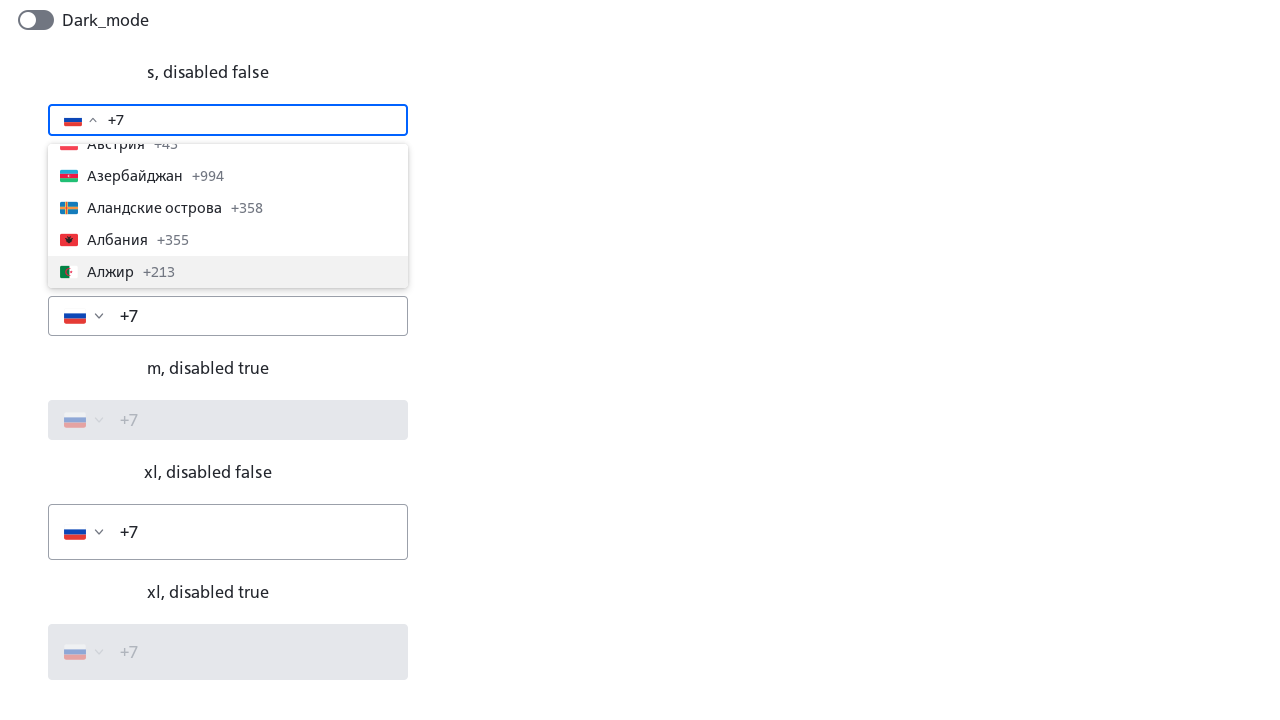 Dark_mode
s, disabled false
+7
Австрия +43
Азербайджан +994
Аландские острова +358
Албания +355
Алжир +213
+7
m, disabled true
+7
xl, disabled false
+7
xl, disabled true
+7